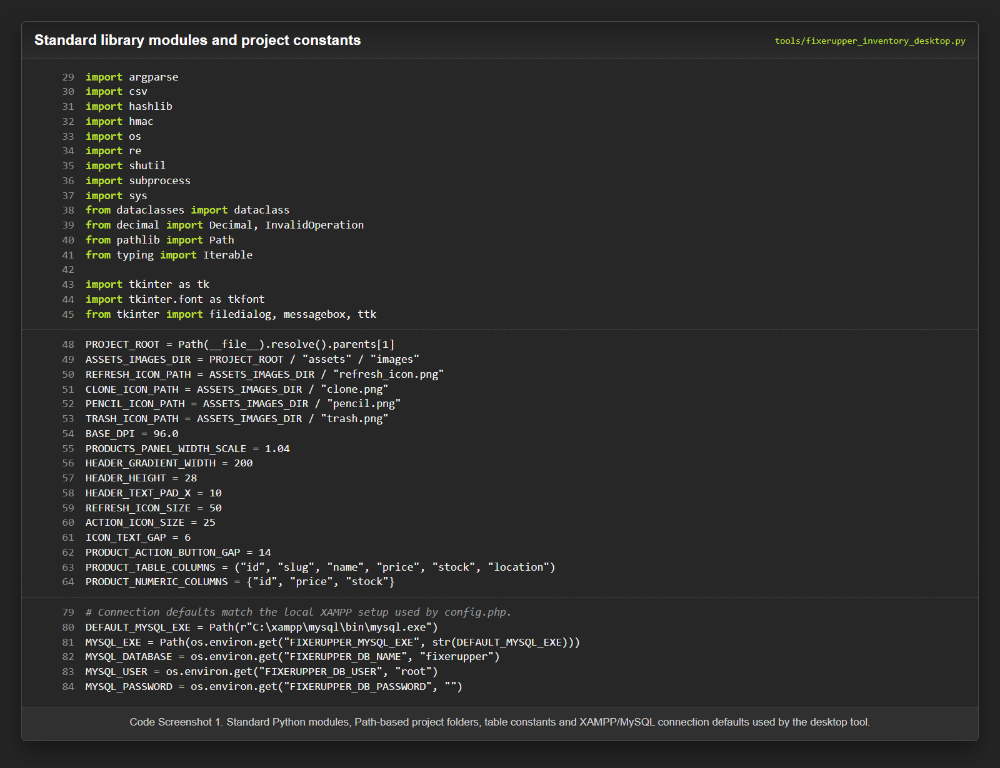 Standard library modules and project constants
tools/fixerupper_inventory_desktop.py
29 import argparse
30 import csv
31 import hashlib
32 import hmac
33 import os
34 import re
35 import shutil
36 import subprocess
37 import sys
38 from dataclasses import dataclass
39 from decimal import Decimal, InvalidOperation
40 from pathlib import Path
41 from typing import Iterable
42
43 import tkinter as tk
44 import tkinter.font as tkfont
45 from tkinter import filedialog, messagebox, ttk
48 PROJECT_ROOT = Path(__file__).resolve().parents[1]
49 ASSETS_IMAGES_DIR = PROJECT_ROOT / "assets" / "images"
50 REFRESH_ICON_PATH = ASSETS_IMAGES_DIR / "refresh_icon.png"
51 CLONE_ICON_PATH = ASSETS_IMAGES_DIR / "clone.png"
52 PENCIL_ICON_PATH = ASSETS_IMAGES_DIR / "pencil.png"
53 TRASH_ICON_PATH = ASSETS_IMAGES_DIR / "trash.png"
54 BASE_DPI = 96.0
55 PRODUCTS_PANEL_WIDTH_SCALE = 1.04
56 HEADER_GRADIENT_WIDTH = 200
57 HEADER_HEIGHT = 28
58 HEADER_TEXT_PAD_X = 10
59 REFRESH_ICON_SIZE = 50
60 ACTION_ICON_SIZE = 25
61 ICON_TEXT_GAP = 6
62 PRODUCT_ACTION_BUTTON_GAP = 14
63 PRODUCT_TABLE_COLUMNS = ("id", "slug", "name", "price", "stock", "location")
64 PRODUCT_NUMERIC_COLUMNS = {"id", "price", "stock"}
79 # Connection defaults match the local XAMPP setup used by config.php.
80 DEFAULT_MYSQL_EXE = Path(r"C:\xampp\mysql\bin\mysql.exe")
81 MYSQL_EXE = Path(os.environ.get("FIXERUPPER_MYSQL_EXE", str(DEFAULT_MYSQL_EXE)))
82 MYSQL_DATABASE = os.environ.get("FIXERUPPER_DB_NAME", "fixerupper")
83 MYSQL_USER = os.environ.get("FIXERUPPER_DB_USER", "root")
84 MYSQL_PASSWORD = os.environ.get("FIXERUPPER_DB_PASSWORD", "")
Code Screenshot 1. Standard Python modules, Path-based project folders, table constants and XAMPP/MySQL connection defaults used by the desktop tool.